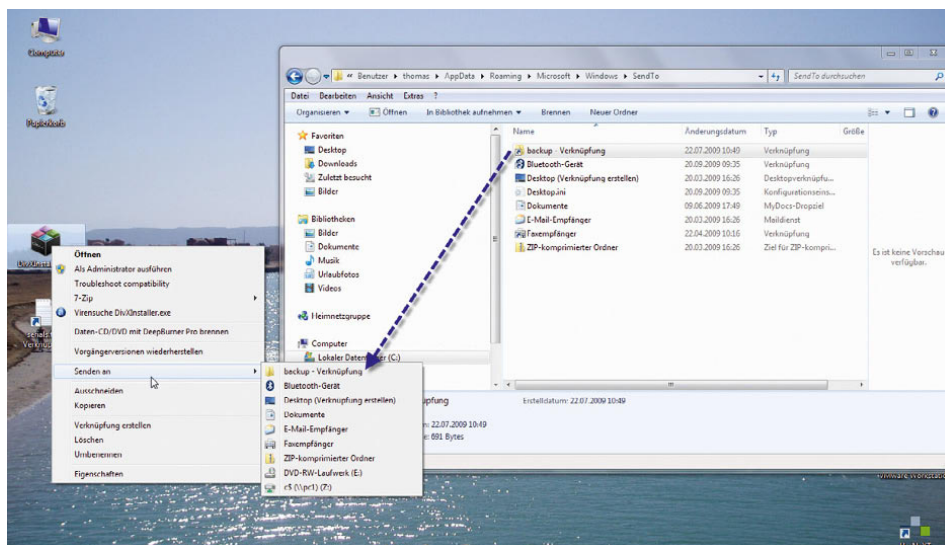 Computer
Papierkorb
Benutzer ▸ thomas ▸ AppData ▸ Roaming ▸ Microsoft ▸ Windows ▸ SendTo
SendTo durchsuchen
Datei Bearbeiten Ansicht Extras ?
Organisieren Öffnen In Bibliothek aufnehmen Brennen Neuer Ordner
Favoriten
Desktop
Downloads
Zuletzt besucht
Bilder
Bibliotheken
Bilder
Dokumente
Musik
Urlaubfotos
Videos
Heimnetzgruppe
Computer
Lokaler (C:)
Name Änderungsdatum Typ Größe
backup - Verknüpfung 22.07.2009 10:49 Verknüpfung
Bluetooth-Gerät 20.09.2009 09:35 Verknüpfung
Desktop (Verknüpfung erstellen) 20.03.2009 16:26 Desktopverknüpfu...
Desktop.ini 20.09.2009 09:35 Konfigurationseins...
Dokumente 09.06.2009 17:49 MyDocs-Dropziel
E-Mail-Empfänger 20.03.2009 16:26 Maildienst
Faxempfänger 22.04.2009 10:16 Verknüpfung
ZIP-komprimierter Ordner 20.03.2009 16:26 Ziel für ZIP-kompri...
Es ist keine Vorschau
verfügbar.
Erstelldatum: 22.07.2009 10:49
22.07.2009 10:49
691 Bytes
Öffnen
Als Administrator ausführen
Troubleshoot compatibility
7-Zip
Virensuche DivXInstaller.exe
Daten-CD/DVD mit DeepBurner Pro brennen
Vorgängerversionen wiederherstellen
Senden an
Ausschneiden
Kopieren
Verknüpfung erstellen
Löschen
Umbenennen
Eigenschaften
backup - Verknüpfung
Bluetooth-Gerät
Desktop (Verknüpfung erstellen)
Dokumente
E-Mail-Empfänger
Faxempfänger
ZIP-komprimierter Ordner
DVD-RW-Laufwerk (E:)
c$ (\\pc1) (Z:)